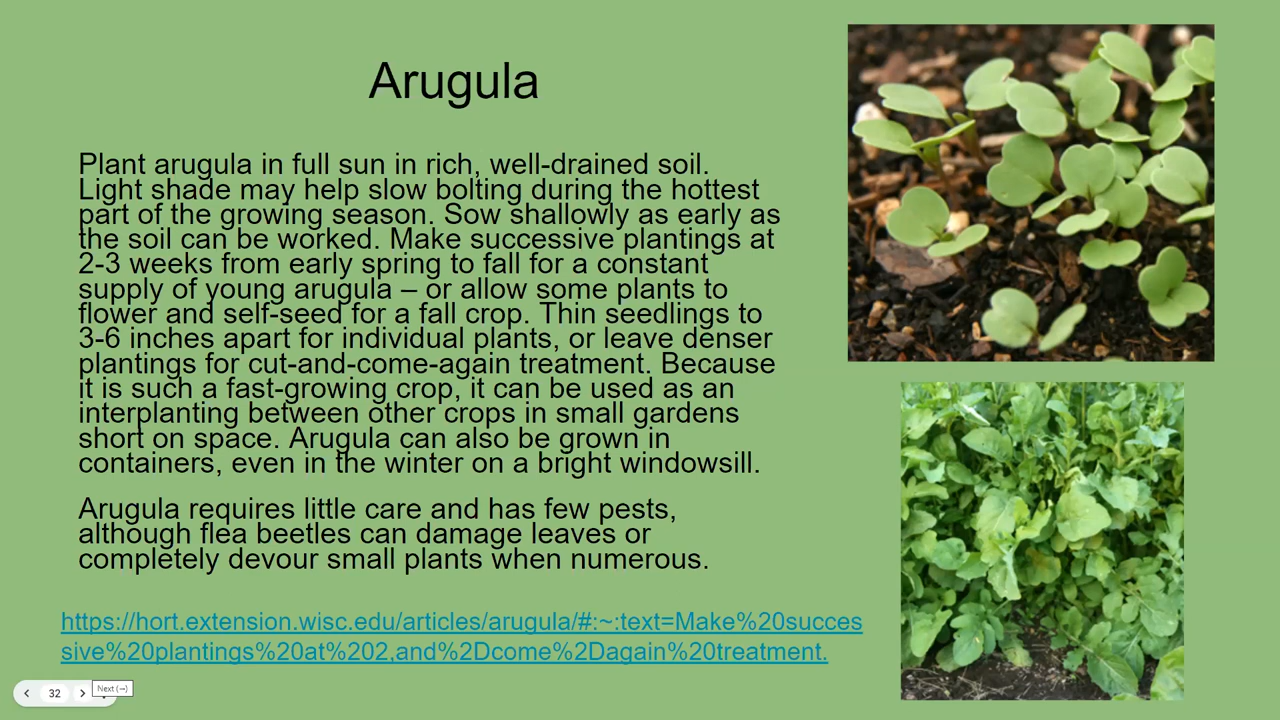 Arugula
Plant arugula in full sun in rich, well-drained soil.
Light shade may help slow bolting during the hottest
part of the growing season. Sow shallowly as early as
the soil can be worked. Make successive plantings at
2-3 weeks from early spring to fall for a constant
supply of young arugula – or allow some plants to
flower and self-seed for a fall crop. Thin seedlings to
3-6 inches apart for individual plants, or leave denser
plantings for cut-and-come-again treatment. Because
it is such a fast-growing crop, it can be used as an
interplanting between other crops in small gardens
short on space. Arugula can also be grown in
containers, even in the winter on a bright windowsill.
Arugula requires little care and has few pests,
although flea beetles can damage leaves or
completely devour small plants when numerous.
https://hort.extension.wisc.edu/articles/arugula/#:~:text=Make%20succes
sive%20plantings%20at%202,and%2Dcome%2Dagain%20treatment.
32
Next (→)